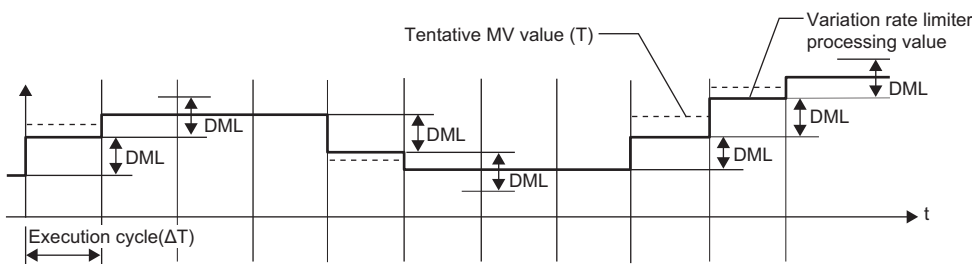 Variation rate limiter
processing value
Tentative MV value (T)
DML
DML
DML
DML
DML
DML
DML
DML
t
Execution cycle(ΔT)